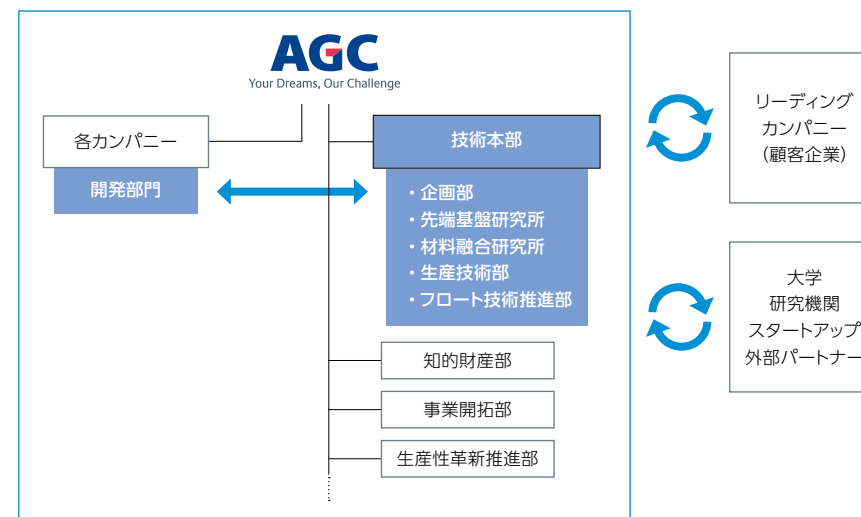 AGC
Your Dreams, Our Challenge
各カンパニー
開発部門
技術本部
・企画部
・先端基盤研究所
・材料融合研究所
・生産技術部
・フロート技術推進部
知的財産部
事業開拓部
生産性革新推進部
リーディング
カンパニー
（顧客企業）
大学
研究機関
スタートアップ
外部パートナー